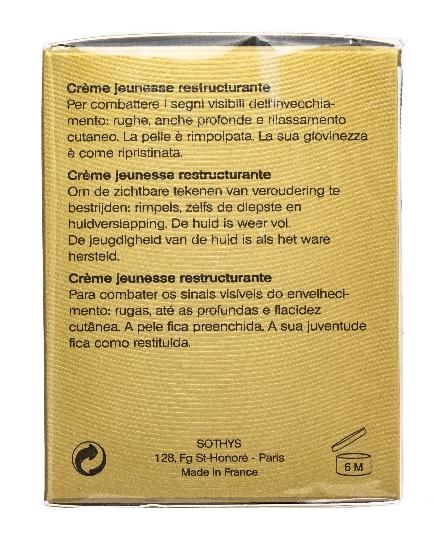 Crème jeunesse restructurante
Per combattere i segni visibili dell'invecchia-
mento: rughe, anche profonde e rilassamento
cutaneo. La pelle è rimpolpata. La sua giovinezza
è come ripristinata.
Crème jeunesse restructurante
Om de zichtbare tekenen van veroudering te
bestrijden: rimpels, zelfs de diepste en
huidverslapping. De huid is weer vol.
De jeugdigheid van de huid is als het ware
hersteld.
Crème jeunesse restructurante
Para combater os sinais visíveis do envelheci-
mento: rugas, até as profundas e flacidez
cutânea. A pele fica preenchida. A sua juventude
fica como restituída.
SOTHYS
128, Fg St-Honoré - Paris
Made in France
6 M